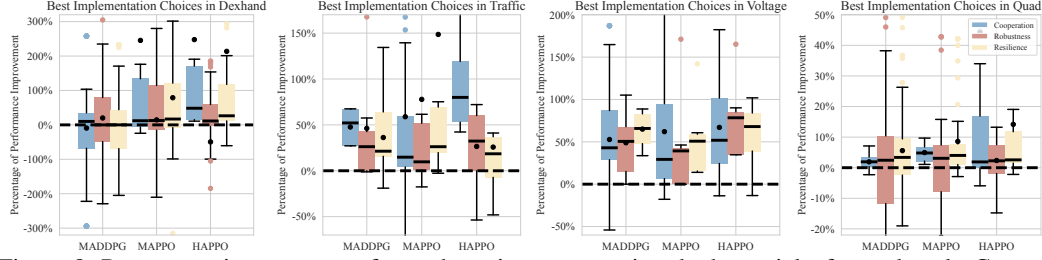 Best Implementation Choices in Dexhand
Percentage of Performance Improvement
300%
200%
100%
0%
-100%
-200%
-300%
MADDPG MAPPO HAPPO
Best Implementation Choices in Traffic
Percentage of Performance Improvement
150%
100%
50%
0%
-50%
MADDPG MAPPO HAPPO
Best Implementation Choices in Voltage
Percentage of Performance Improvement
200%
150%
100%
50%
0%
-50%
MADDPG MAPPO HAPPO
Best Implementation Choices in Quad
Percentage of Performance Improvement
50%
40%
30%
20%
10%
0%
-10%
-20%
MADDPG MAPPO HAPPO
Cooperation
Robustness
Resilience